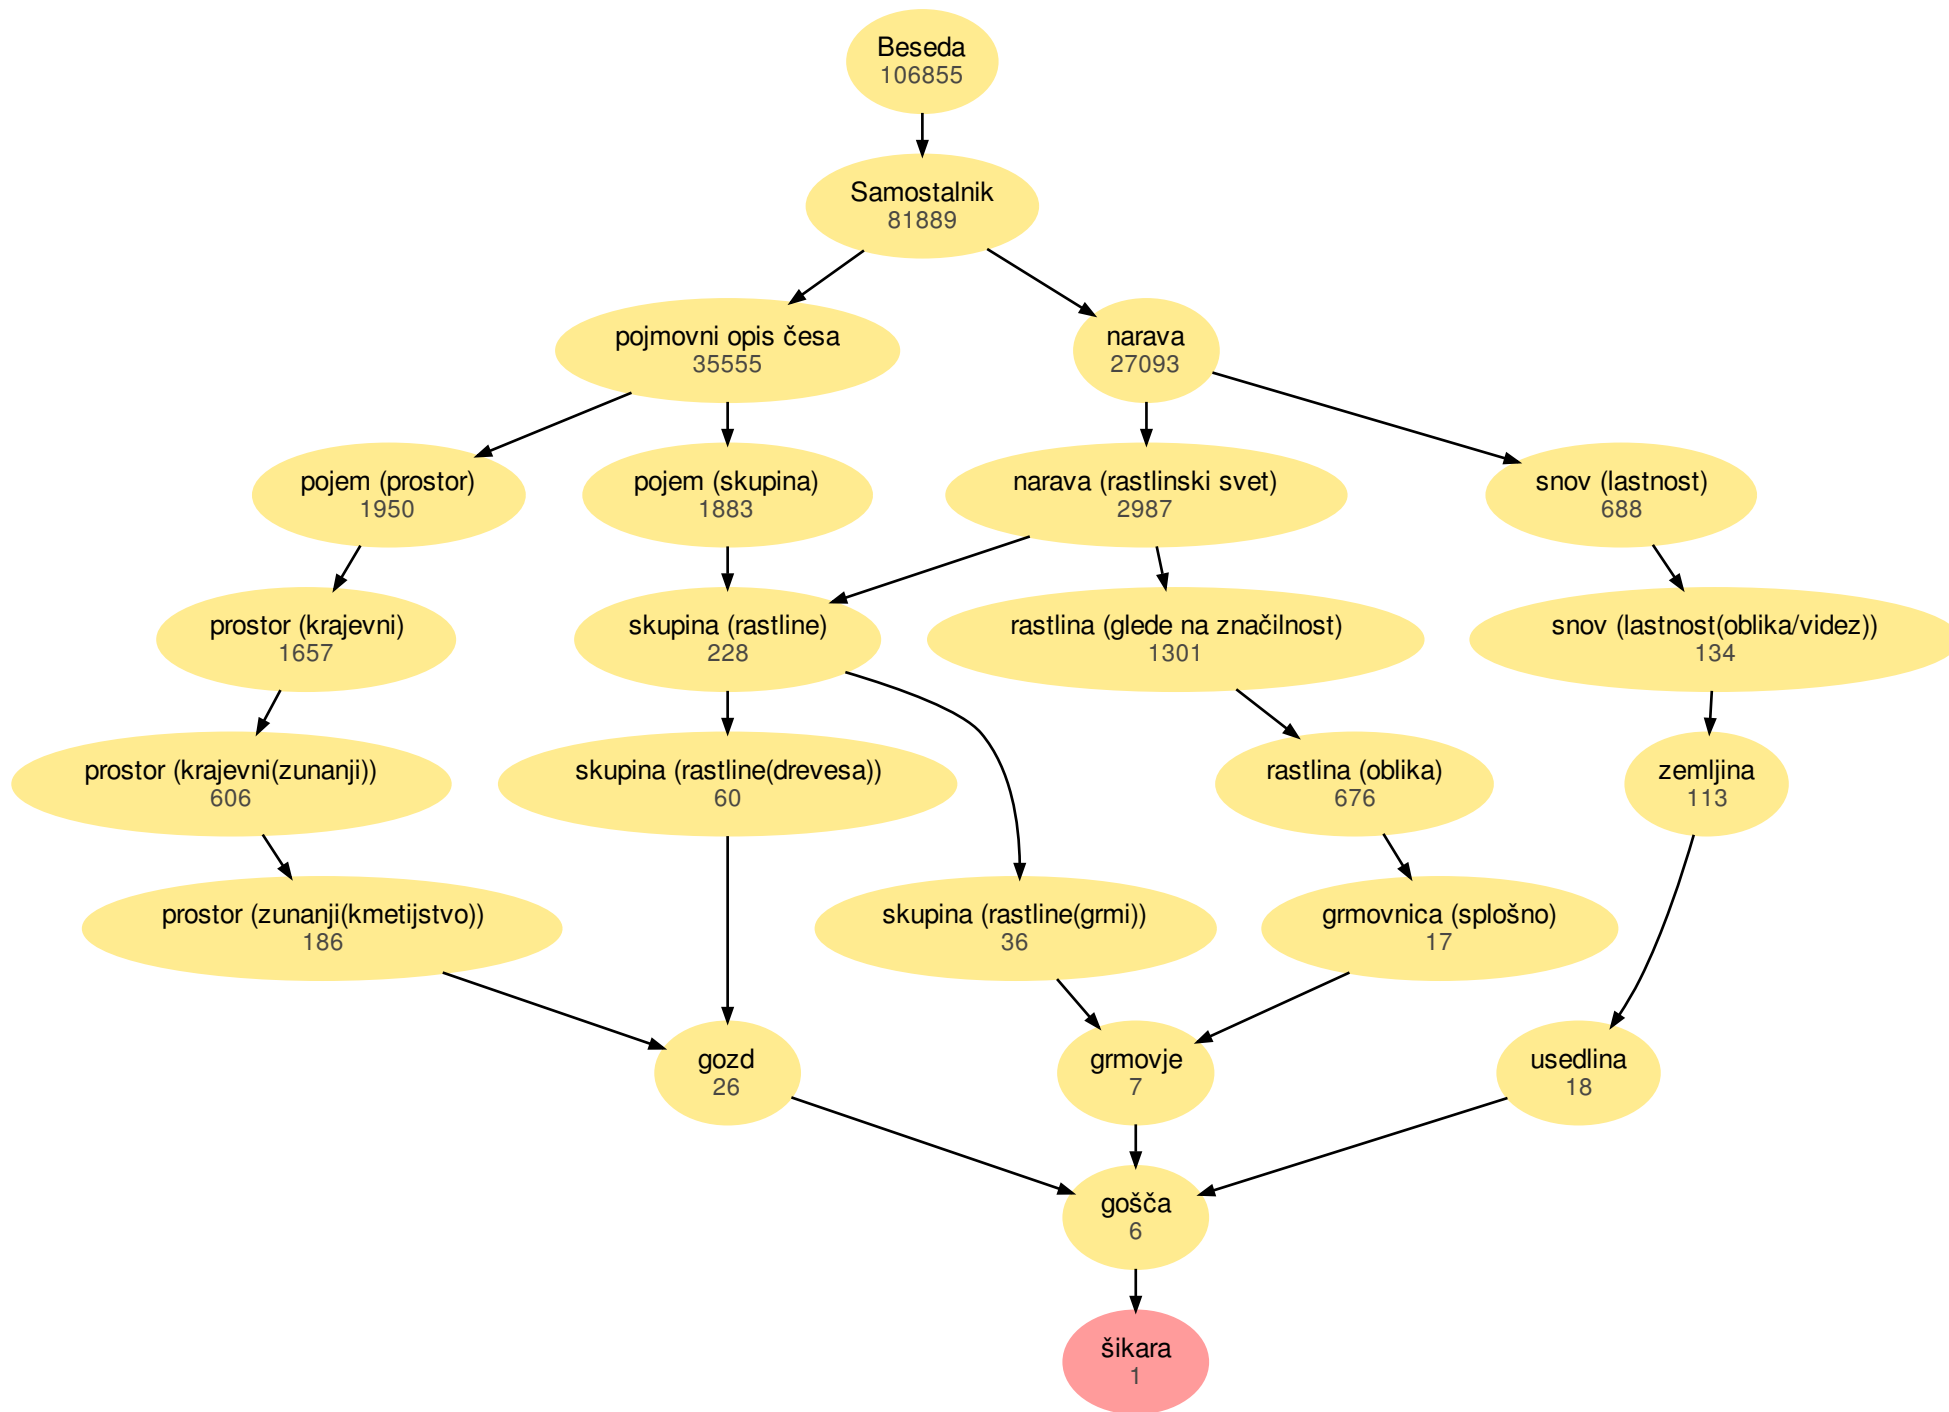 Beseda
106855
Samostalnik
81889
pojmovni opis česa
35555
narava
27093
pojem (prostor)
1950
pojem (skupina)
1883
narava (rastlinski svet)
2987
snov (lastnost)
688
prostor (krajevni)
1657
skupina (rastline)
228
rastlina (glede na značilnost)
1301
snov (lastnost(oblika/videz))
134
prostor (krajevni(zunanji))
606
skupina (rastline(drevesa))
60
rastlina (oblika)
676
zemljina
113
prostor (zunanji(kmetijstvo))
186
skupina (rastline(grmi))
36
grmovnica (splošno)
17
gozd
26
grmovje
7
usedlina
18
gošča
6
šikara
1